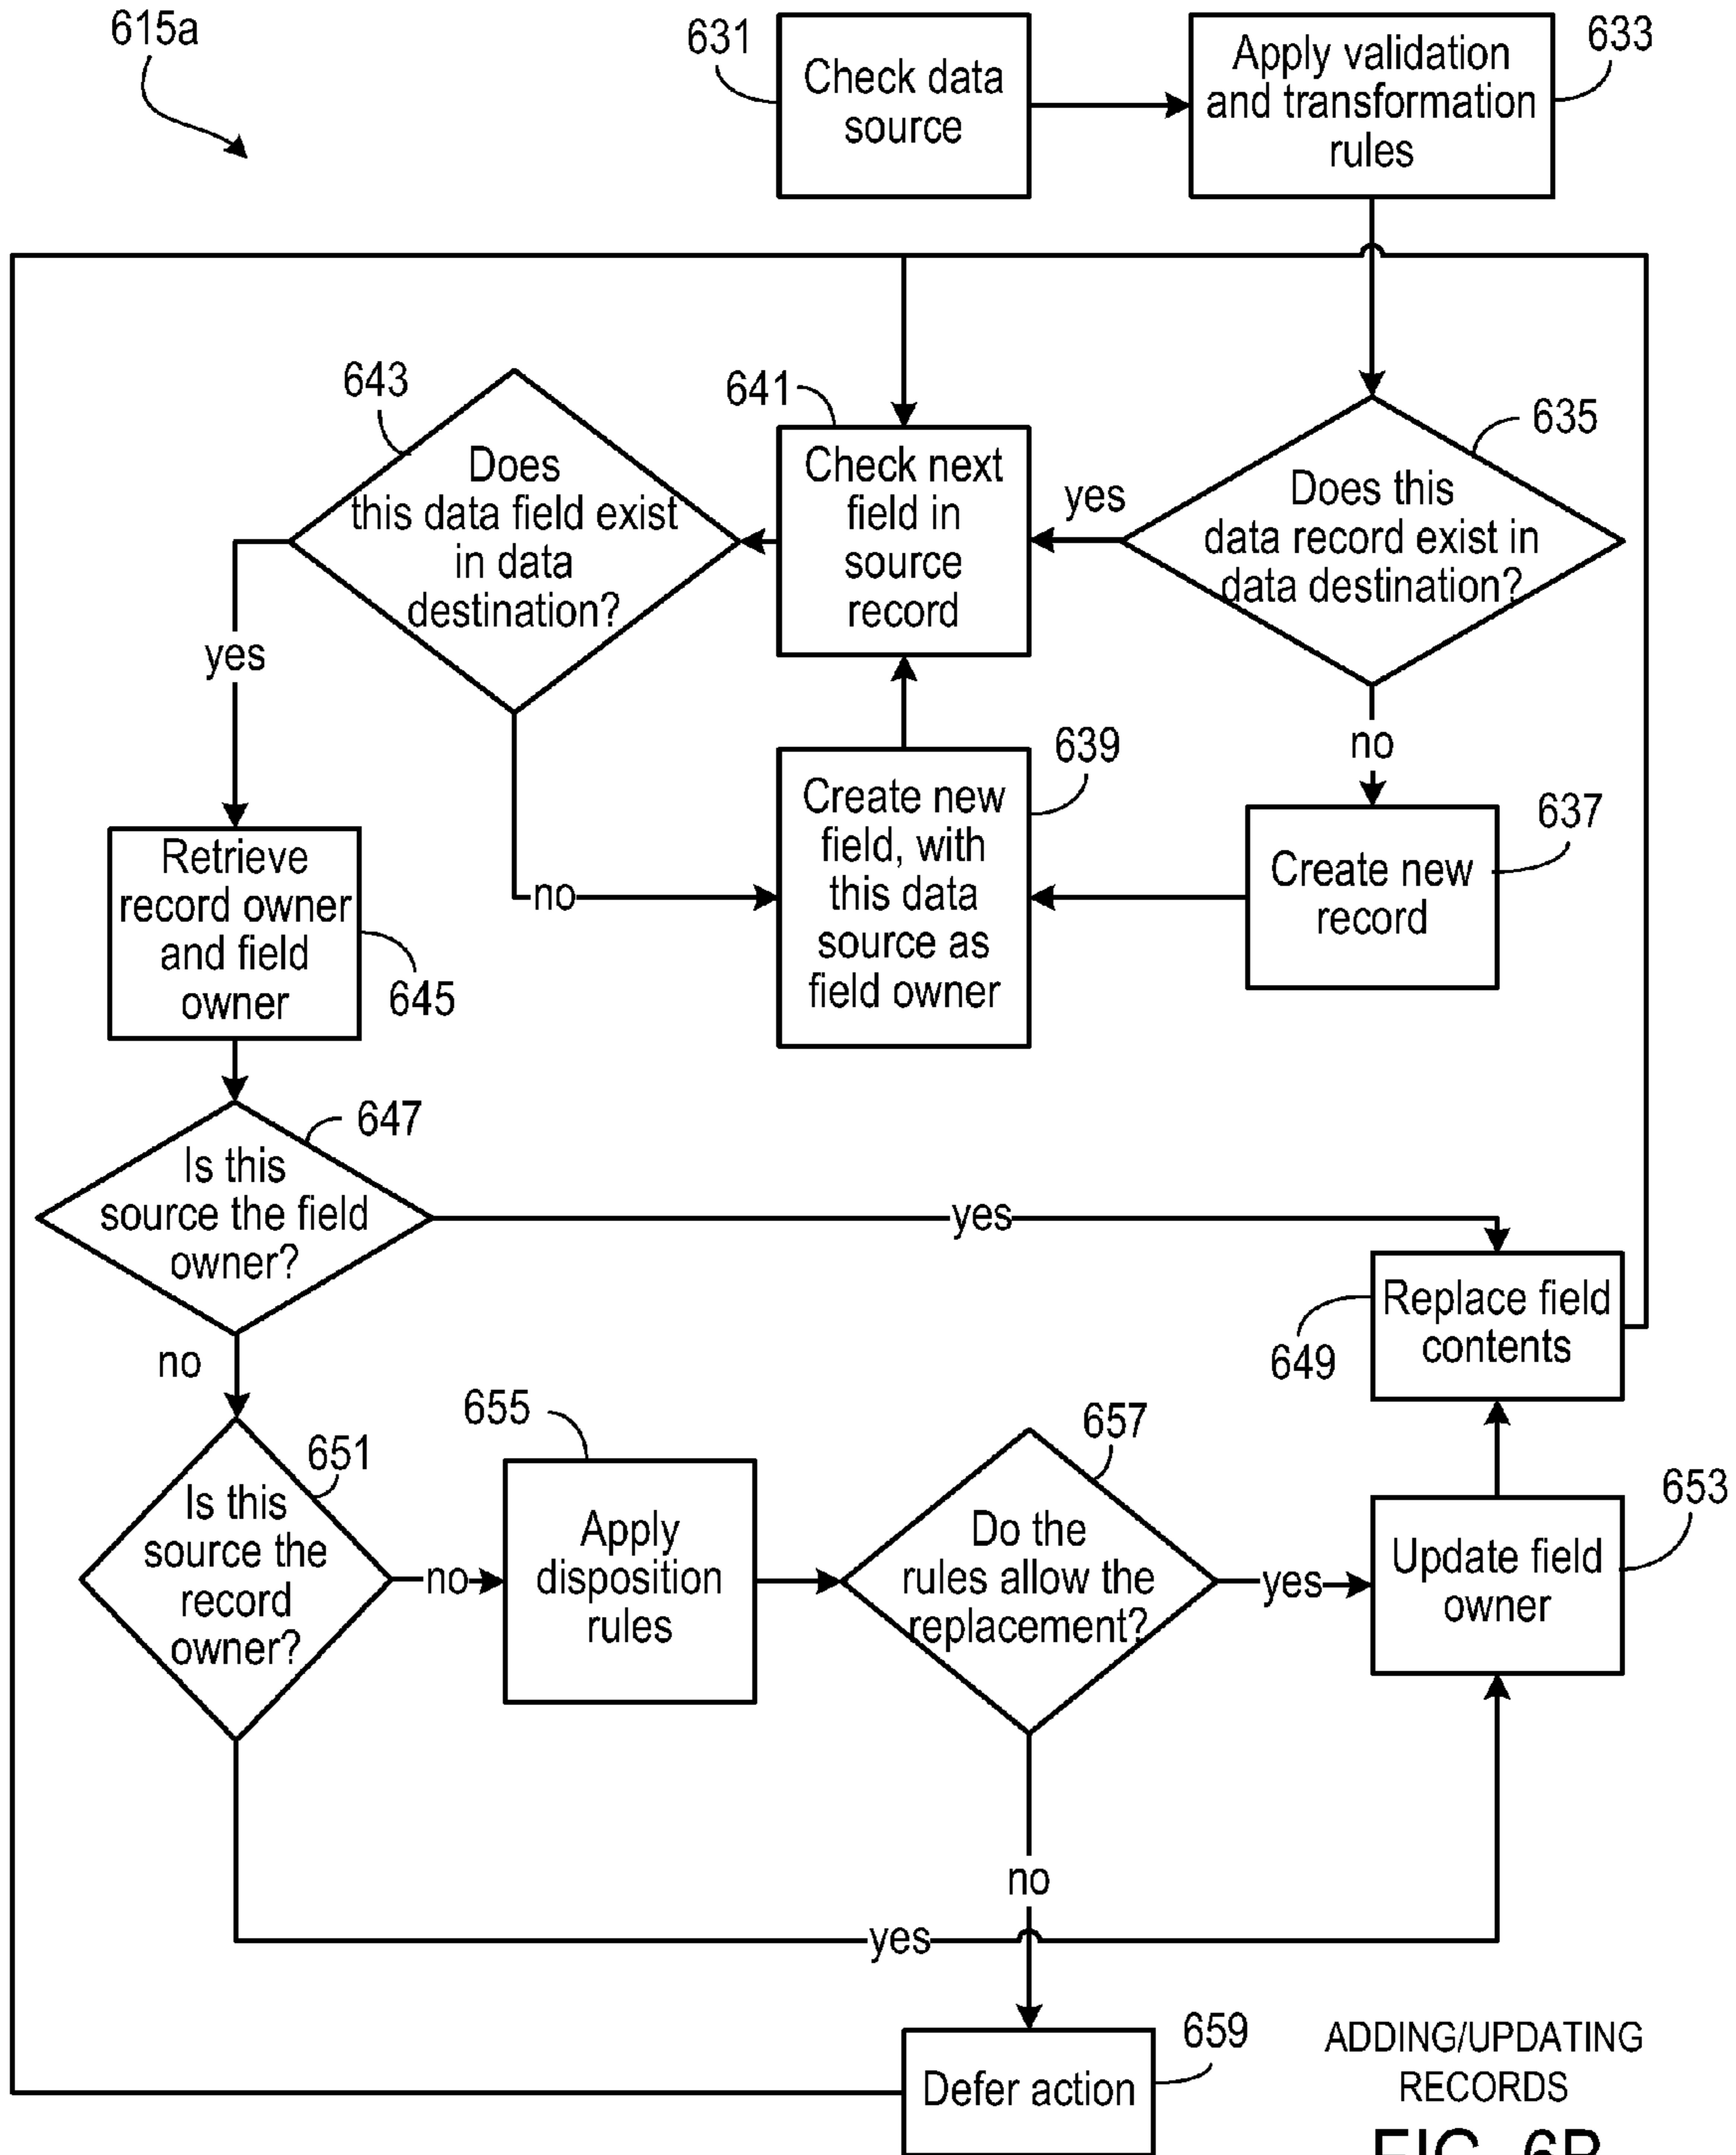 615a
631
Check data
source
633
Apply validation
and transformation
rules
643
Does
this data field exist
in data
destination?
641
Check next
field in
source
record
yes
635
Does this
data record exist in
data destination?
yes
no
639
Create new
field, with
this data
source as
field owner
no
637
Create new
record
Retrieve
record owner
and field
owner
645
647
Is this
source the field
owner?
yes
Replace field
contents
649
no
651
Is this
source the
record
owner?
no
655
Apply
disposition
rules
657
Do the
rules allow the
replacement?
yes
653
Update field
owner
no
yes
659
Defer action
ADDING/UPDATING
RECORDS
FIG. 6B